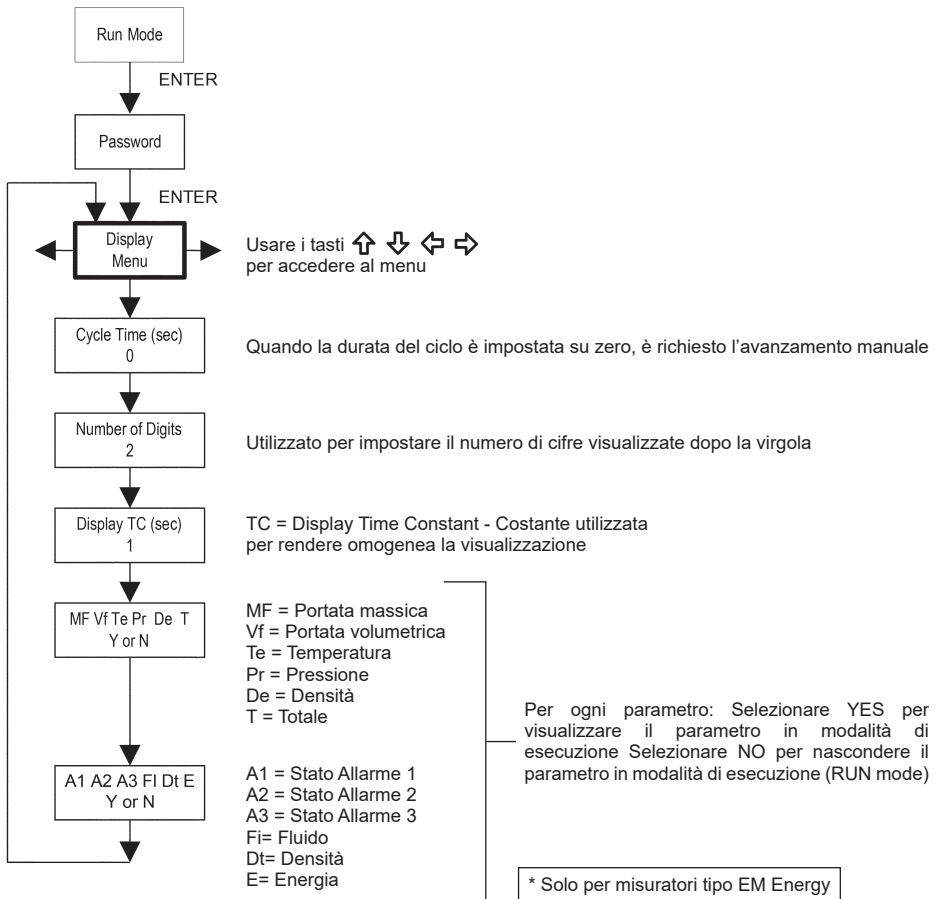 Run Mode
ENTER
Password
ENTER
Display
Menu
Usare i tasti
per accedere al menu
Cycle Time (sec)
0
Quando la durata del ciclo è impostata su zero, è richiesto l'avanzamento manuale
Number of Digits
2
Utilizzato per impostare il numero di cifre visualizzate dopo la virgola
Display TC (sec)
1
TC = Display Time Constant - Costante utilizzata
per rendere omogenea la visualizzazione
MF Vf Te Pr De T
Y or N
MF = Portata massica
Vf = Portata volumetrica
Te = Temperatura
Pr = Pressione
De = Densità
T = Totale
Per ogni parametro: Selezionare YES per
visualizzare il parametro in modalità di
esecuzione Selezionare NO per nascondere il
parametro in modalità di esecuzione (RUN mode)
A1 A2 A3 Fl Dt E
Y or N
A1 = Stato Allarme 1
A2 = Stato Allarme 2
A3 = Stato Allarme 3
Fi= Fluido
Dt= Densità
E= Energia
* Solo per misuratori tipo EM Energy